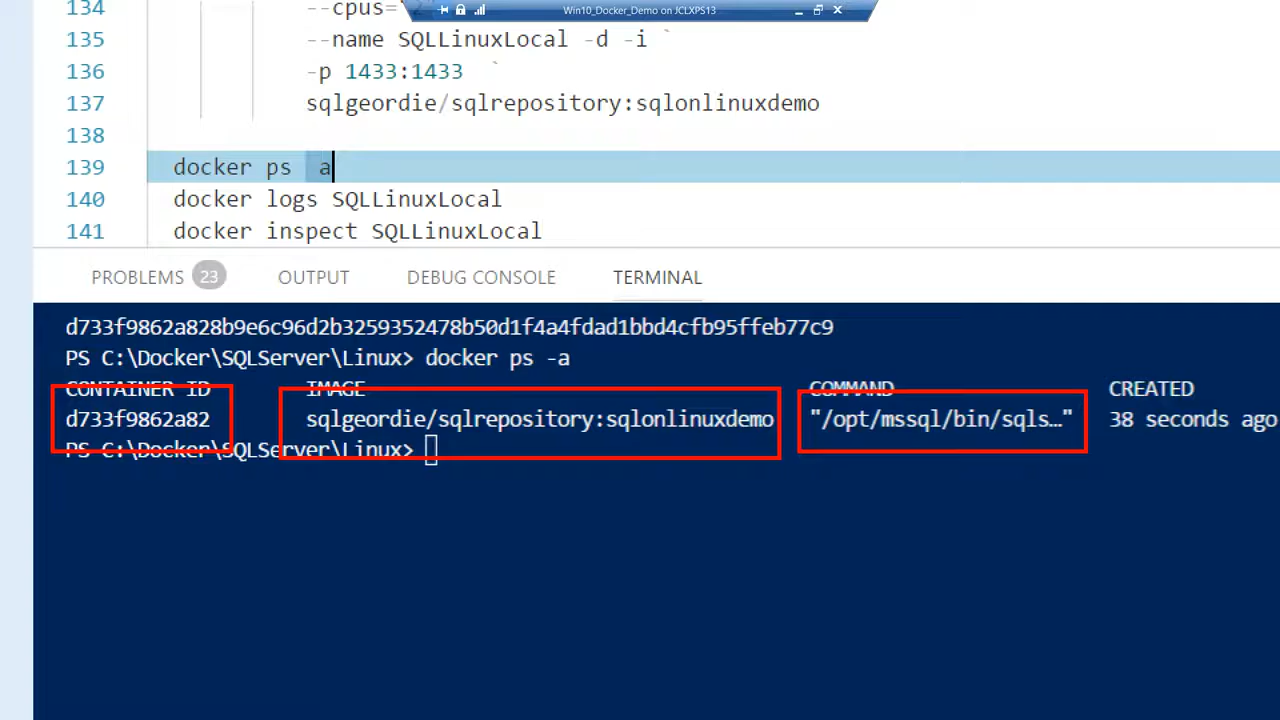 Win10_Docker_Demo on JCLXPS13
134 --cpus=
135 --name SQLLinuxLocal -d -i `
136 -p 1433:1433 `
137 sqlgeordie/sqlrepository:sqlonlinuxdemo
138
139 docker ps a
140 docker logs SQLLinuxLocal
141 docker inspect SQLLinuxLocal
PROBLEMS 23 OUTPUT DEBUG CONSOLE TERMINAL
d733f9862a828b9e6c96d2b3259352478b50d1f4a4fdad1bbd4cfb95ffeb77c9
PS C:\Docker\SQLServer\Linux> docker ps -a
CONTAINER ID IMAGE COMMAND CREATED
d733f9862a82 sqlgeordie/sqlrepository:sqlonlinuxdemo "/opt/mssql/bin/sqls…" 38 seconds ago
PS C:\Docker\SQLServer\Linux>